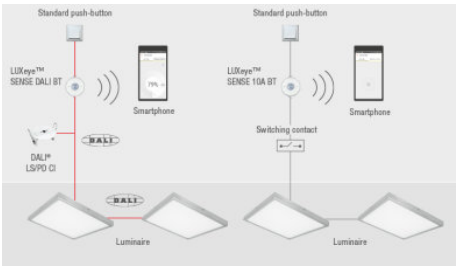 Standard push-button
LUXeye™
SENSE DALI BT
79%
Smartphone
DALI
DALI®
LS/PD CI
DALI
Luminaire
Standard push-button
LUXeye™
SENSE 10A BT
Smartphone
Switching contact
Luminaire